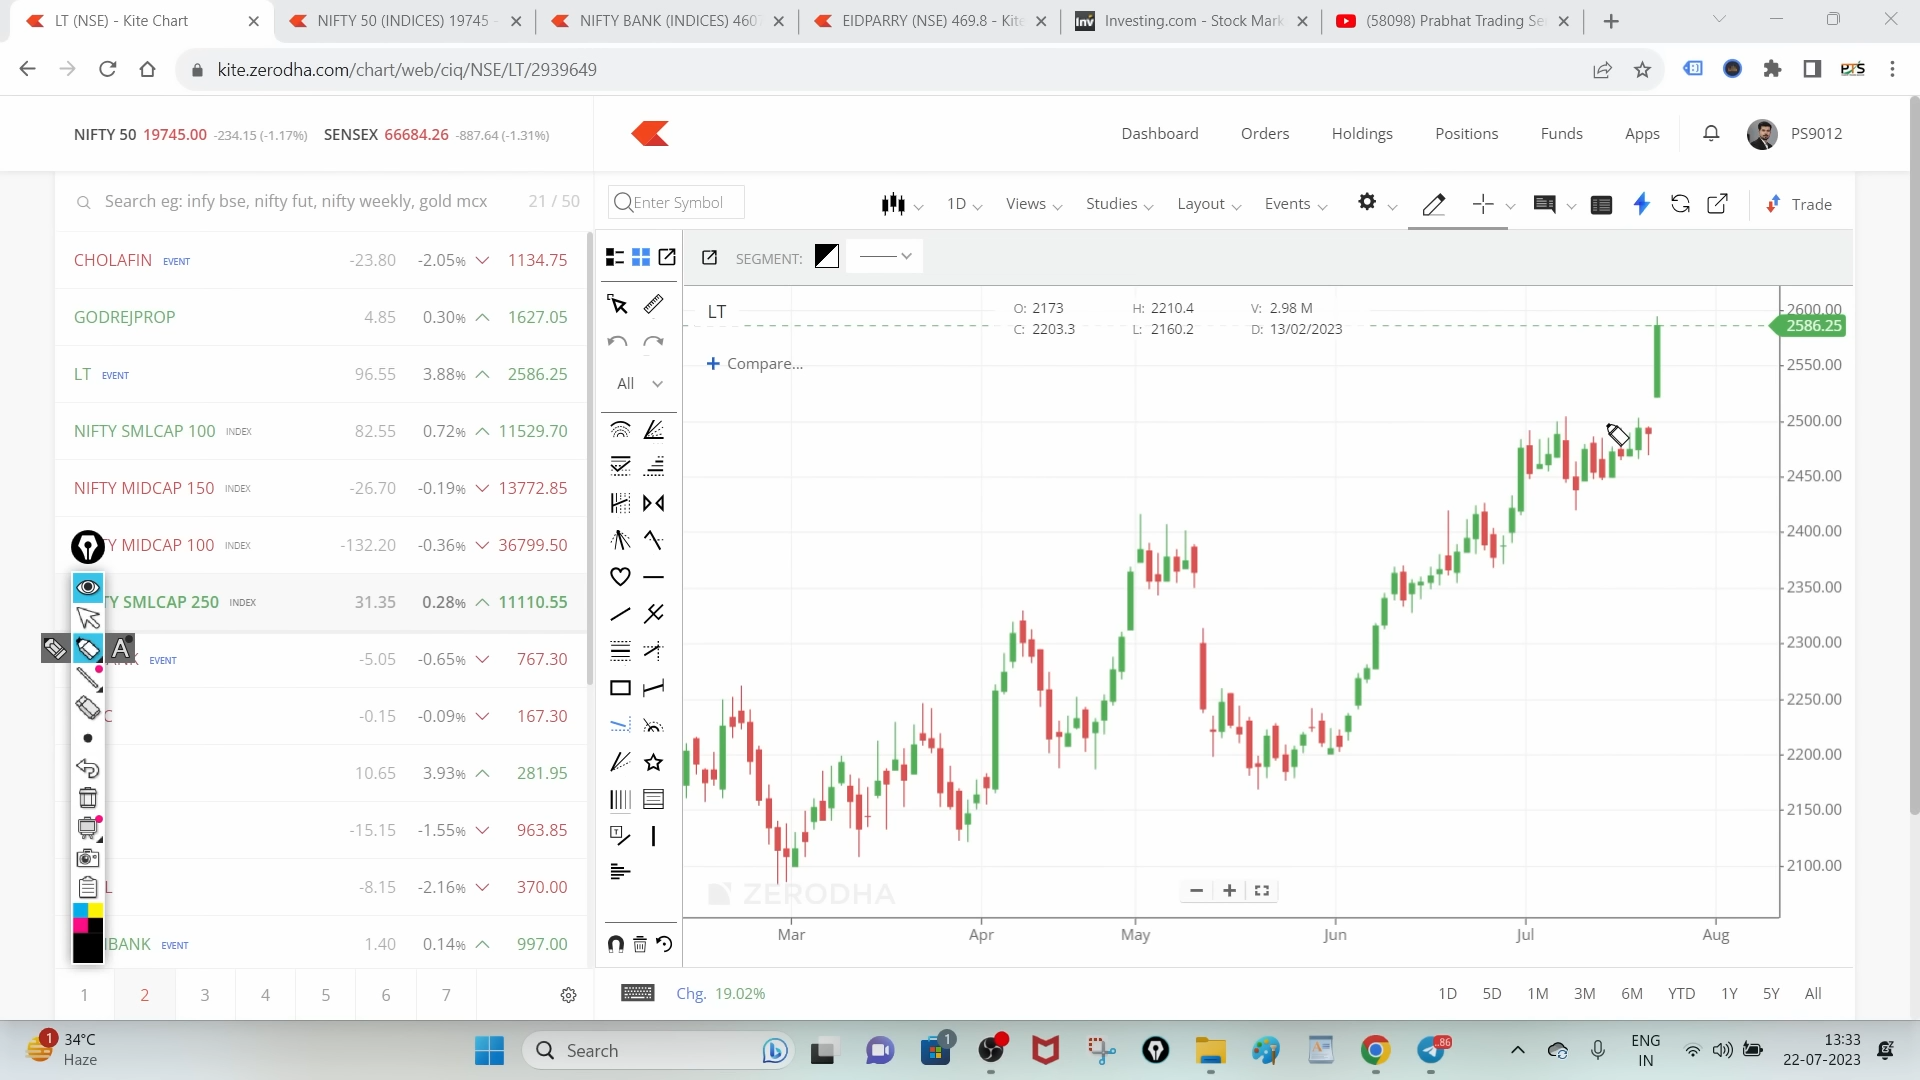 LT (NSE) - Kite Chart
NIFTY 50 (INDICES) 19745 -
NIFTY BANK (INDICES) 4607
EIDPARRY (NSE) 469.8 - Kite
Investing.com - Stock Mark
(58098) Prabhat Trading Se
kite.zerodha.com/chart/web/ciq/NSE/LT/2939649
NIFTY 50 19745.00 -234.15 (-1.17%) SENSEX 66684.26 -887.64 (-1.31%)
Dashboard Orders Holdings Positions Funds Apps PS9012
Search eg: infy bse, nifty fut, nifty weekly, gold mcx 21 / 50
Enter Symbol 1D Views Studies Layout Events Trade
SEGMENT:
CHOLAFIN EVENT -23.80 -2.05% 1134.75
GODREJPROP 4.85 0.30% 1627.05
LT EVENT 96.55 3.88% 2586.25
NIFTY SMLCAP 100 INDEX 82.55 0.72% 11529.70
NIFTY MIDCAP 150 INDEX -26.70 -0.19% 13772.85
TY MIDCAP 100 INDEX -132.20 -0.36% 36799.50
TY SMLCAP 250 INDEX 31.35 0.28% 11110.55
EVENT -5.05 -0.65% 767.30
C -0.15 -0.09% 167.30
10.65 3.93% 281.95
-15.15 -1.55% 963.85
L -8.15 -2.16% 370.00
BANK EVENT 1.40 0.14% 997.00
A
1 2 3 4 5 6 7
All
LT
O: 2173 H: 2210.4 V: 2.98 M
C: 2203.3 L: 2160.2 D: 13/02/2023
Compare...
2600.00
2586.25
2550.00
2500.00
2450.00
2400.00
2350.00
2300.00
2250.00
2200.00
2150.00
2100.00
ZERODHA
Mar Apr May Jun Jul Aug
Chg. 19.02%
1D 5D 1M 3M 6M YTD 1Y 5Y All
1
34°C
Haze
Search
1
86
ENG
IN
13:33
22-07-2023